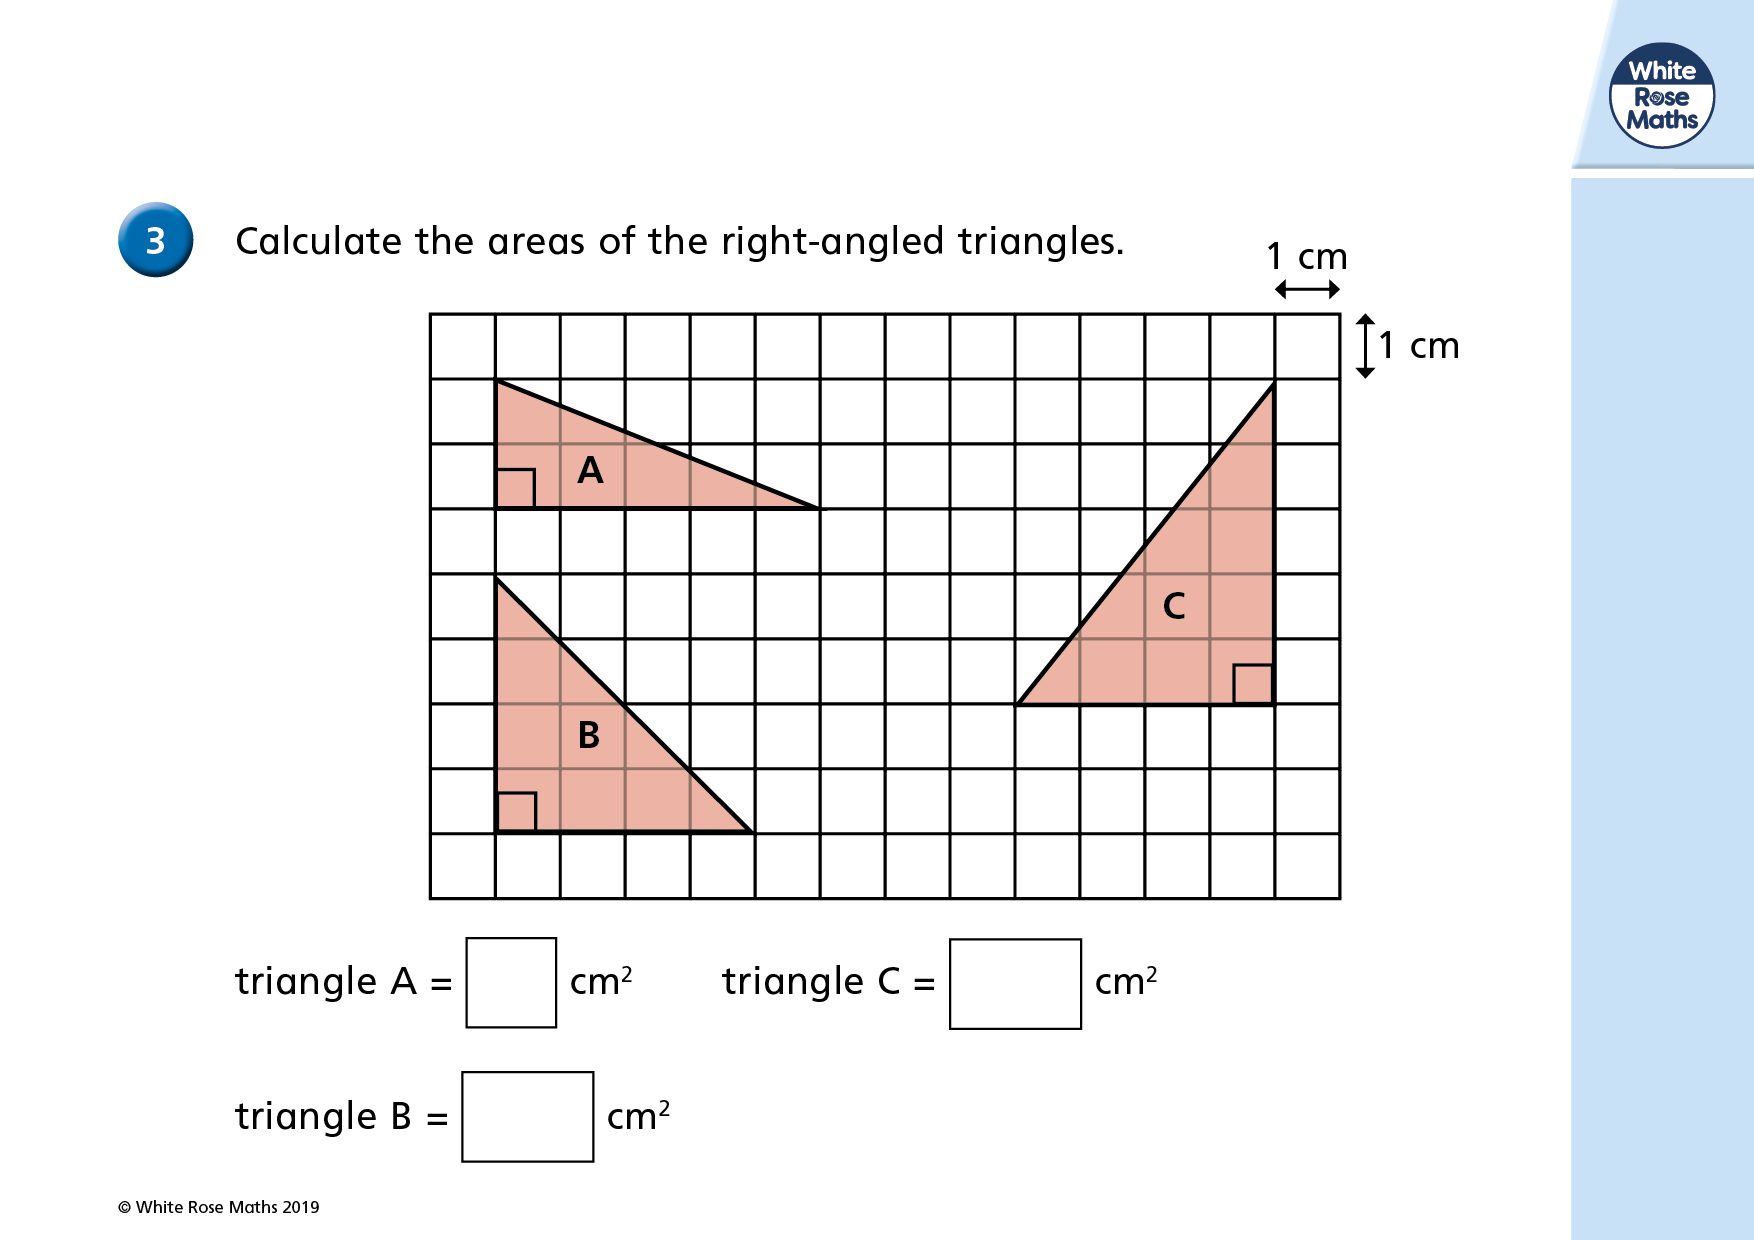 White
Rose
Maths
3 Calculate the areas of the right-angled triangles.
1 cm
1 cm
A
C
B
triangle A = cm² triangle C = cm²
triangle B = cm²
© White Rose Maths 2019